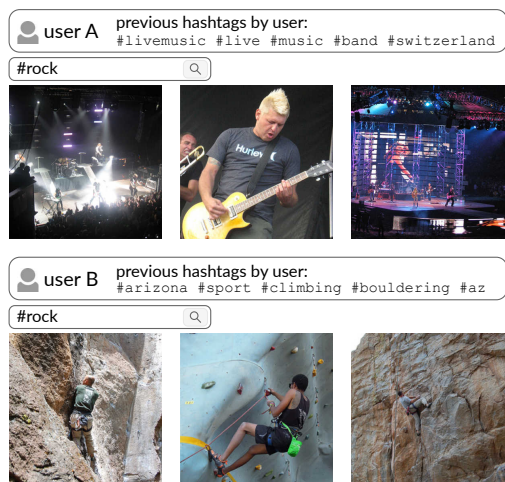 user A
previous hashtags by user:
#livemusic #live #music #band #switzerland
#rock
Hurley
user B
previous hashtags by user:
#arizona #sport #climbing #bouldering #az
#rock